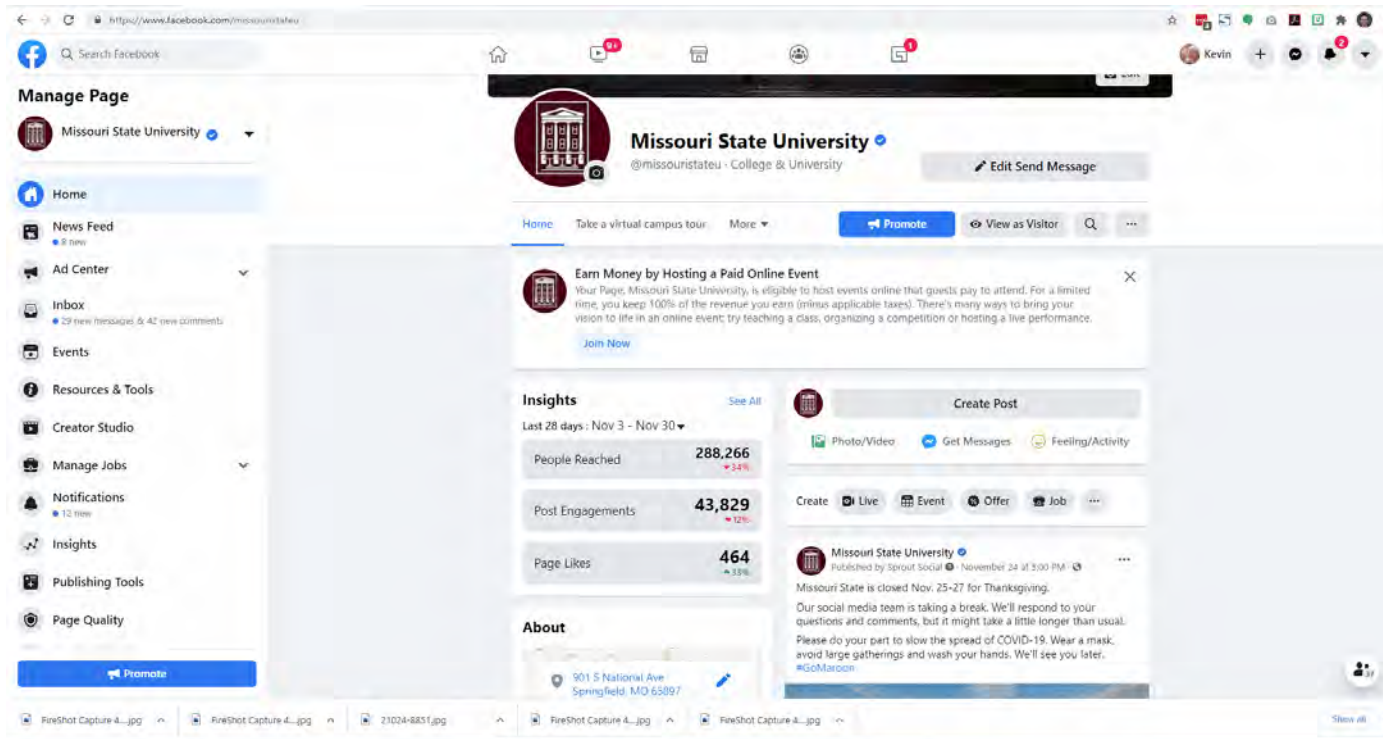 https://www.facebook.com/missouristateu
Search Facebook
9+
1
Kevin
2
Manage Page
Missouri State University
Home
News Feed
8 new
Ad Center
Inbox
29 new messages & 42 new comments
Events
Resources & Tools
Creator Studio
Manage Jobs
Notifications
12 new
Insights
Publishing Tools
Page Quality
Promote
Edit
Missouri State University
@missouristateu · College & University
Edit Send Message
Home
Take a virtual campus tour
More
Promote
View as Visitor
Earn Money by Hosting a Paid Online Event
Your Page, Missouri State University, is eligible to host events online that guests pay to attend. For a limited
time, you keep 100% of the revenue you earn (minus applicable taxes). There's many ways to bring your
vision to life in an online event: try teaching a class, organizing a competition or hosting a live performance.
Join Now
Insights
See All
Last 28 days : Nov 3 - Nov 30
People Reached
288,266
34%
Post Engagements
43,829
12%
Page Likes
464
33%
About
901 S National Ave
Springfield, MO 65897
Create Post
Photo/Video
Get Messages
Feeling/Activity
Create
Live
Event
Offer
Job
Missouri State University
Published by Sprout Social · November 24 at 3:00 PM ·
Missouri State is closed Nov. 25-27 for Thanksgiving.
Our social media team is taking a break. We'll respond to your
questions and comments, but it might take a little longer than usual.
Please do your part to slow the spread of COVID-19. Wear a mask,
avoid large gatherings and wash your hands. We'll see you later.
#GoMaroon
37
FireShot Capture 4....jpg
FireShot Capture 4....jpg
21024-8851.jpg
FireShot Capture 4....jpg
FireShot Capture 4....jpg
Show all